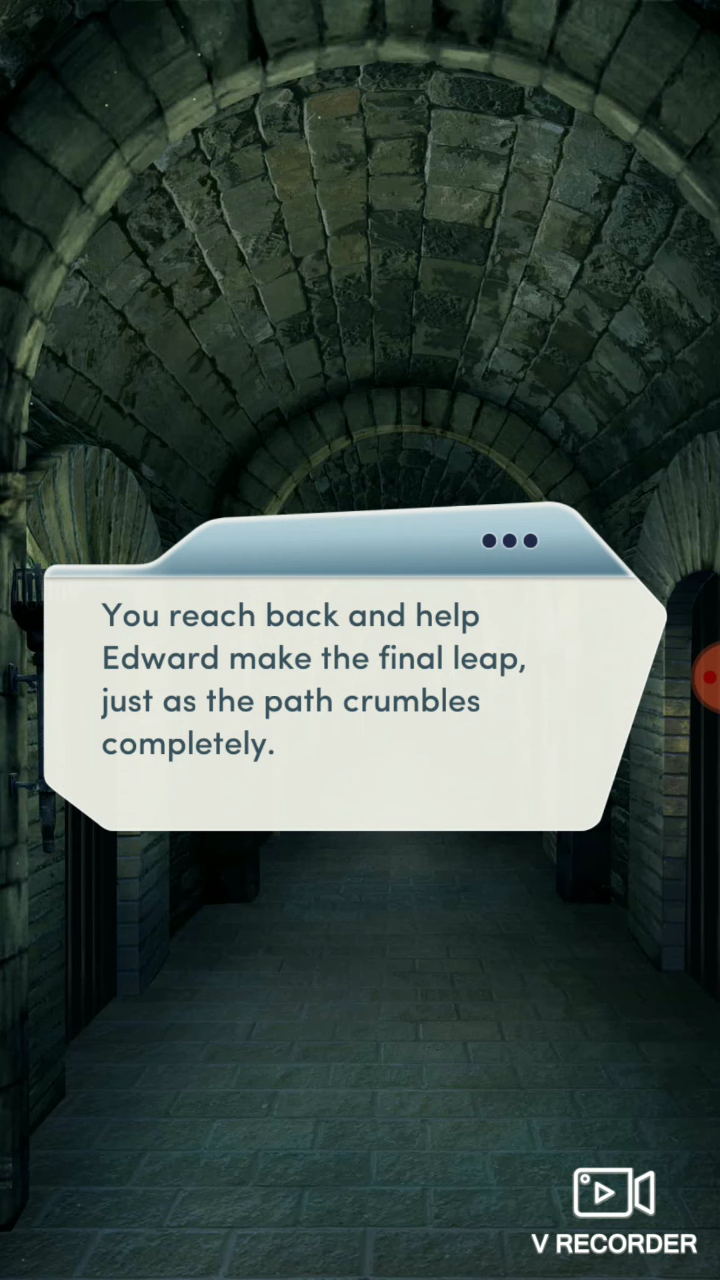 You reach back and help
Edward make the final leap,
just as the path crumbles
completely.
V RECORDER